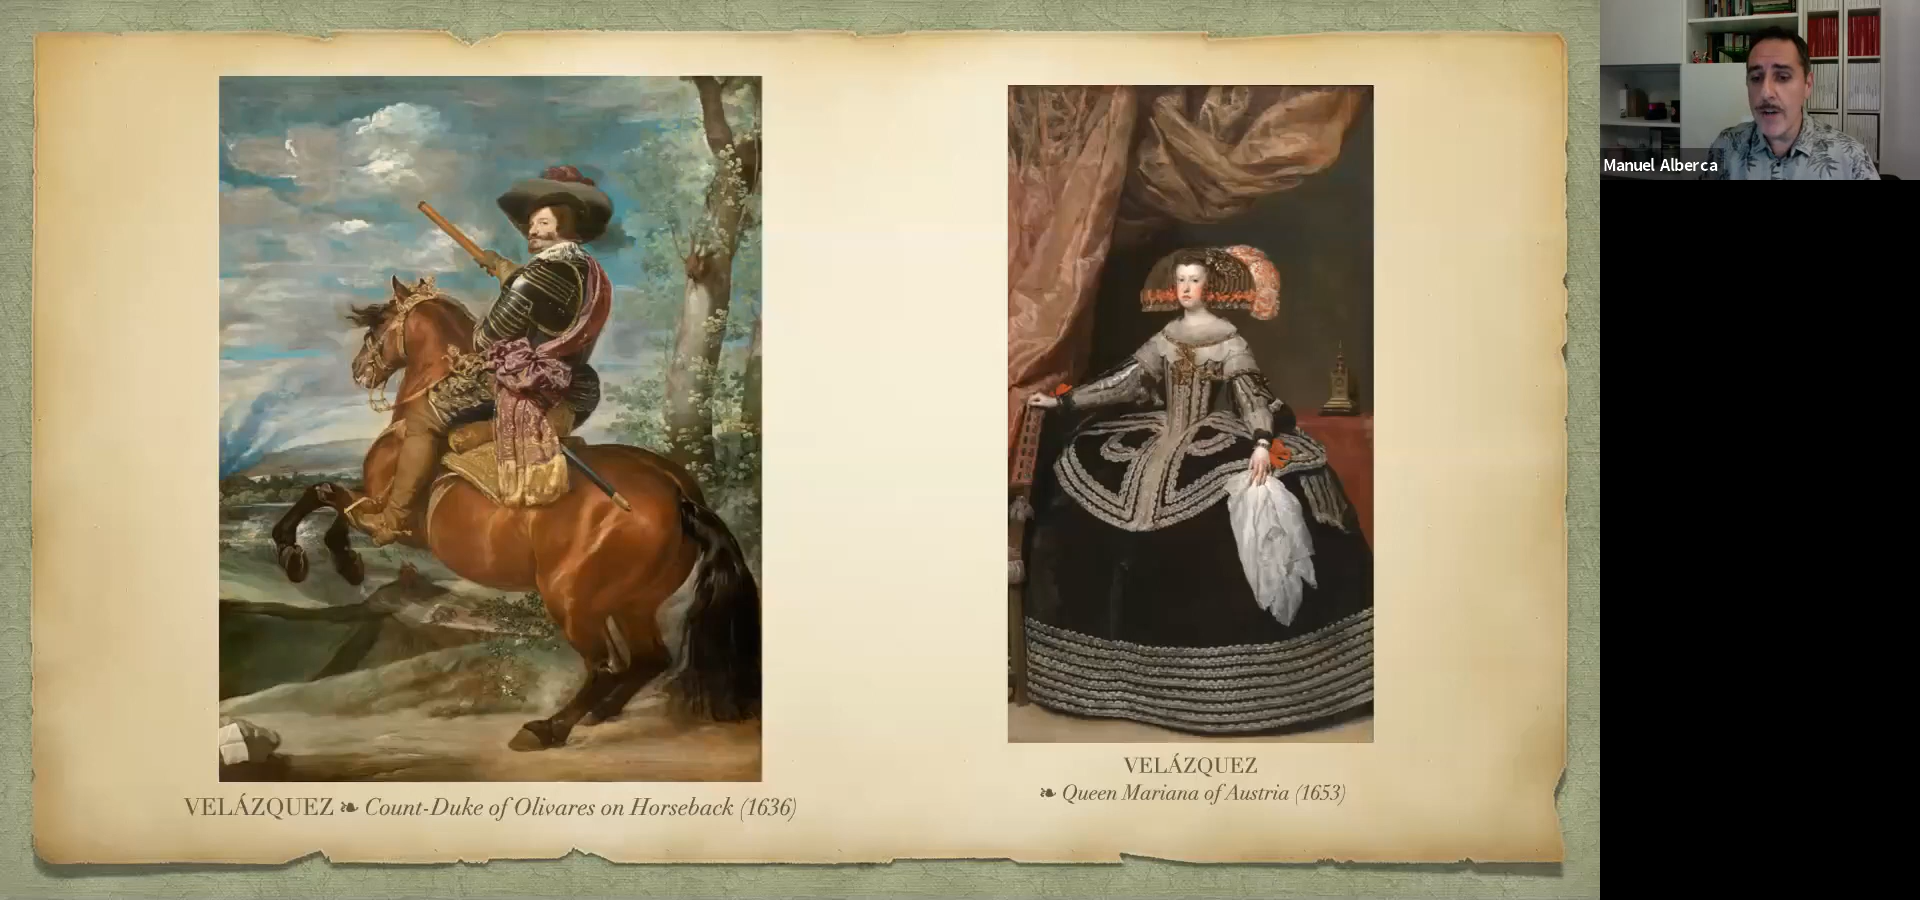 VELÁZQUEZ ❧ Count-Duke of Olivares on Horseback (1636)
VELÁZQUEZ
❧ Queen Mariana of Austria (1653)
Manuel Alberca